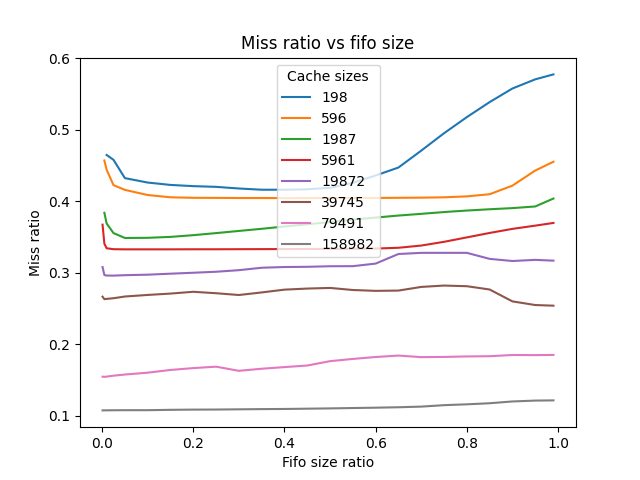 Miss ratio vs fifo size
0.6
0.5
0.4
0.3
0.2
0.1
Miss ratio
Cache sizes
198
596
1987
5961
19872
39745
79491
158982
0.0 0.2 0.4 0.6 0.8 1.0
Fifo size ratio